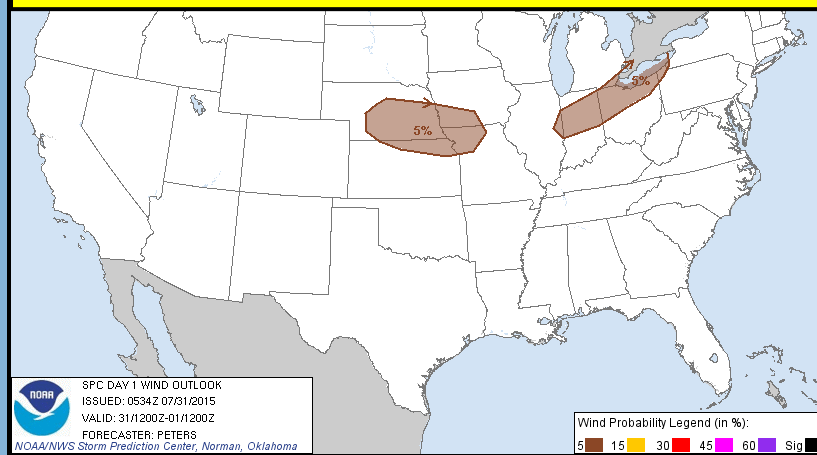 5%
5%
NOAA
SPC DAY 1 WIND OUTLOOK
ISSUED: 0534Z 07/31/2015
VALID: 31/1200Z-01/1200Z
FORECASTER: PETERS
NOAA/NWS Storm Prediction Center, Norman, Oklahoma
Wind Probability Legend (in %):
5 15 30 45 60 Sig